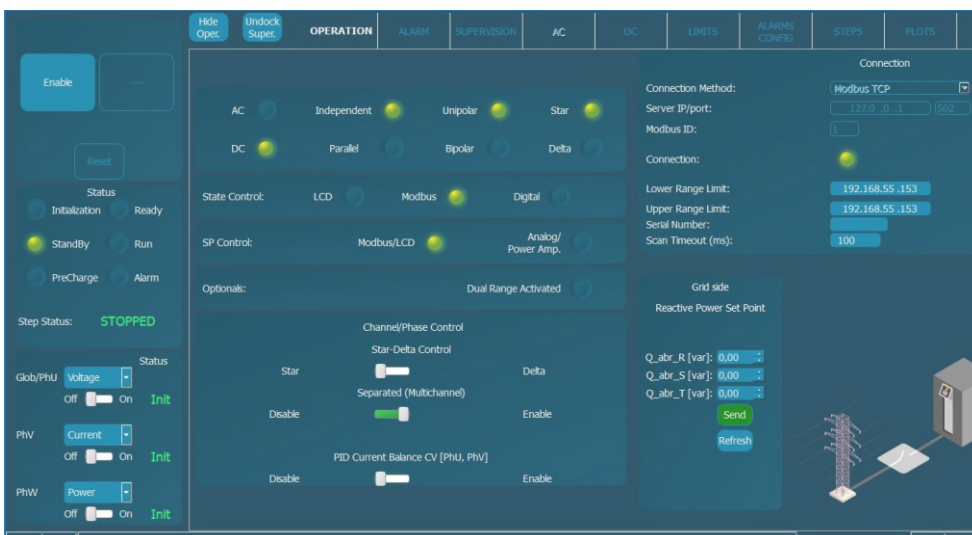 Hide Oper.
Undock Super.
OPERATION
ALARM
SUPERVISION
AC
DC
LIMITS
ALARMS CONFIG
STEPS
PLOTS
Enable
----
Reset
Status
Initialization
Ready
StandBy
Run
PreCharge
Alarm
Step Status:
STOPPED
Status
Glob/PhU
Voltage
Off
On
Init
PhV
Current
Off
On
Init
PhW
Power
Off
On
Init
AC
Independent
Unipolar
Star
DC
Parallel
Bipolar
Delta
State Control:
LCD
Modbus
Digital
SP Control:
Modbus/LCD
Analog/
Power Amp.
Optionals:
Dual Range Activated
Channel/Phase Control
Star-Delta Control
Star
Delta
Separated (Multichannel)
Disable
Enable
PID Current Balance CV [PhU, PhV]
Disable
Enable
Connection
Connection Method:
Modbus TCP
Server IP/port:
127.0 .0 .1
502
Modbus ID:
1
Connection:
Lower Range Limit:
192.168.55 .153
Upper Range Limit:
192.168.55 .153
Serial Number:
Scan Timeout (ms):
100
Grid side
Reactive Power Set Point
Q_abr_R [var]: 0,00
Q_abr_S [var]: 0,00
Q_abr_T [var]: 0,00
Send
Refresh